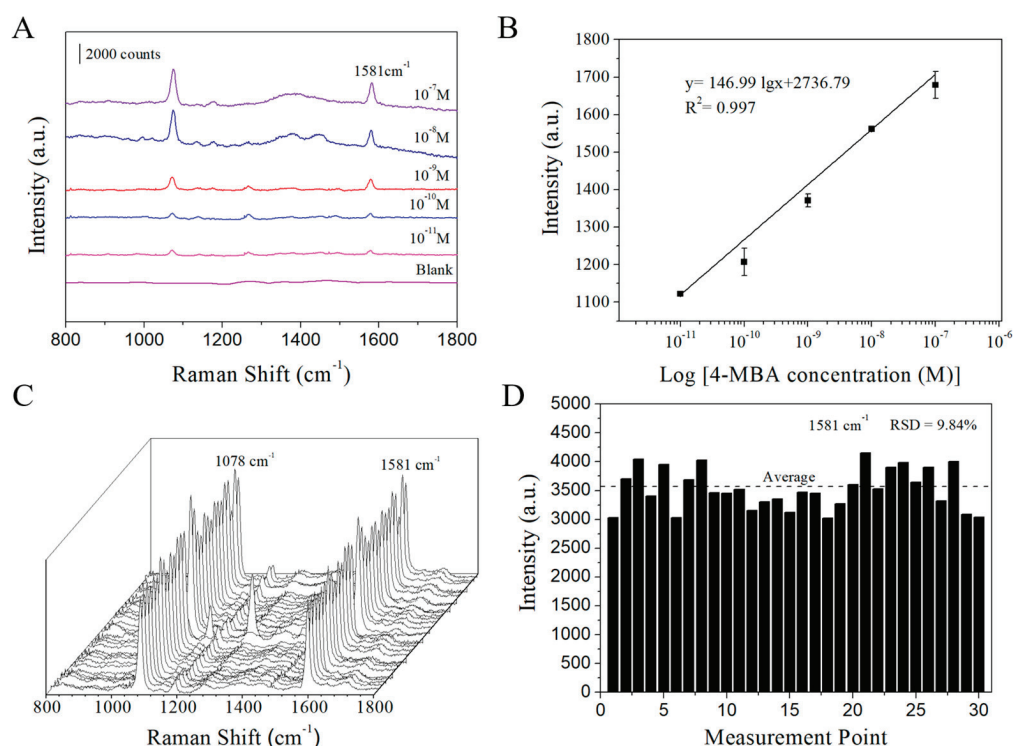 A
2000 counts
1581cm⁻¹
10⁻⁷M
10⁻⁸M
10⁻⁹M
10⁻¹⁰M
10⁻¹¹M
Blank
Intensity (a.u.)
800 1000 1200 1400 1600 1800
Raman Shift (cm⁻¹)
B
y= 146.99 lgx+2736.79
R²= 0.997
Intensity (a.u.)
1800
1700
1600
1500
1400
1300
1200
1100
10⁻¹¹ 10⁻¹⁰ 10⁻⁹ 10⁻⁸ 10⁻⁷ 10⁻⁶
Log [4-MBA concentration (M)]
C
1078 cm⁻¹
1581 cm⁻¹
800 1000 1200 1400 1600 1800
Raman Shift (cm⁻¹)
D
1581 cm⁻¹ RSD = 9.84%
Average
Intensity (a.u.)
5000
4500
4000
3500
3000
2500
2000
1500
1000
500
0
0 5 10 15 20 25 30
Measurement Point